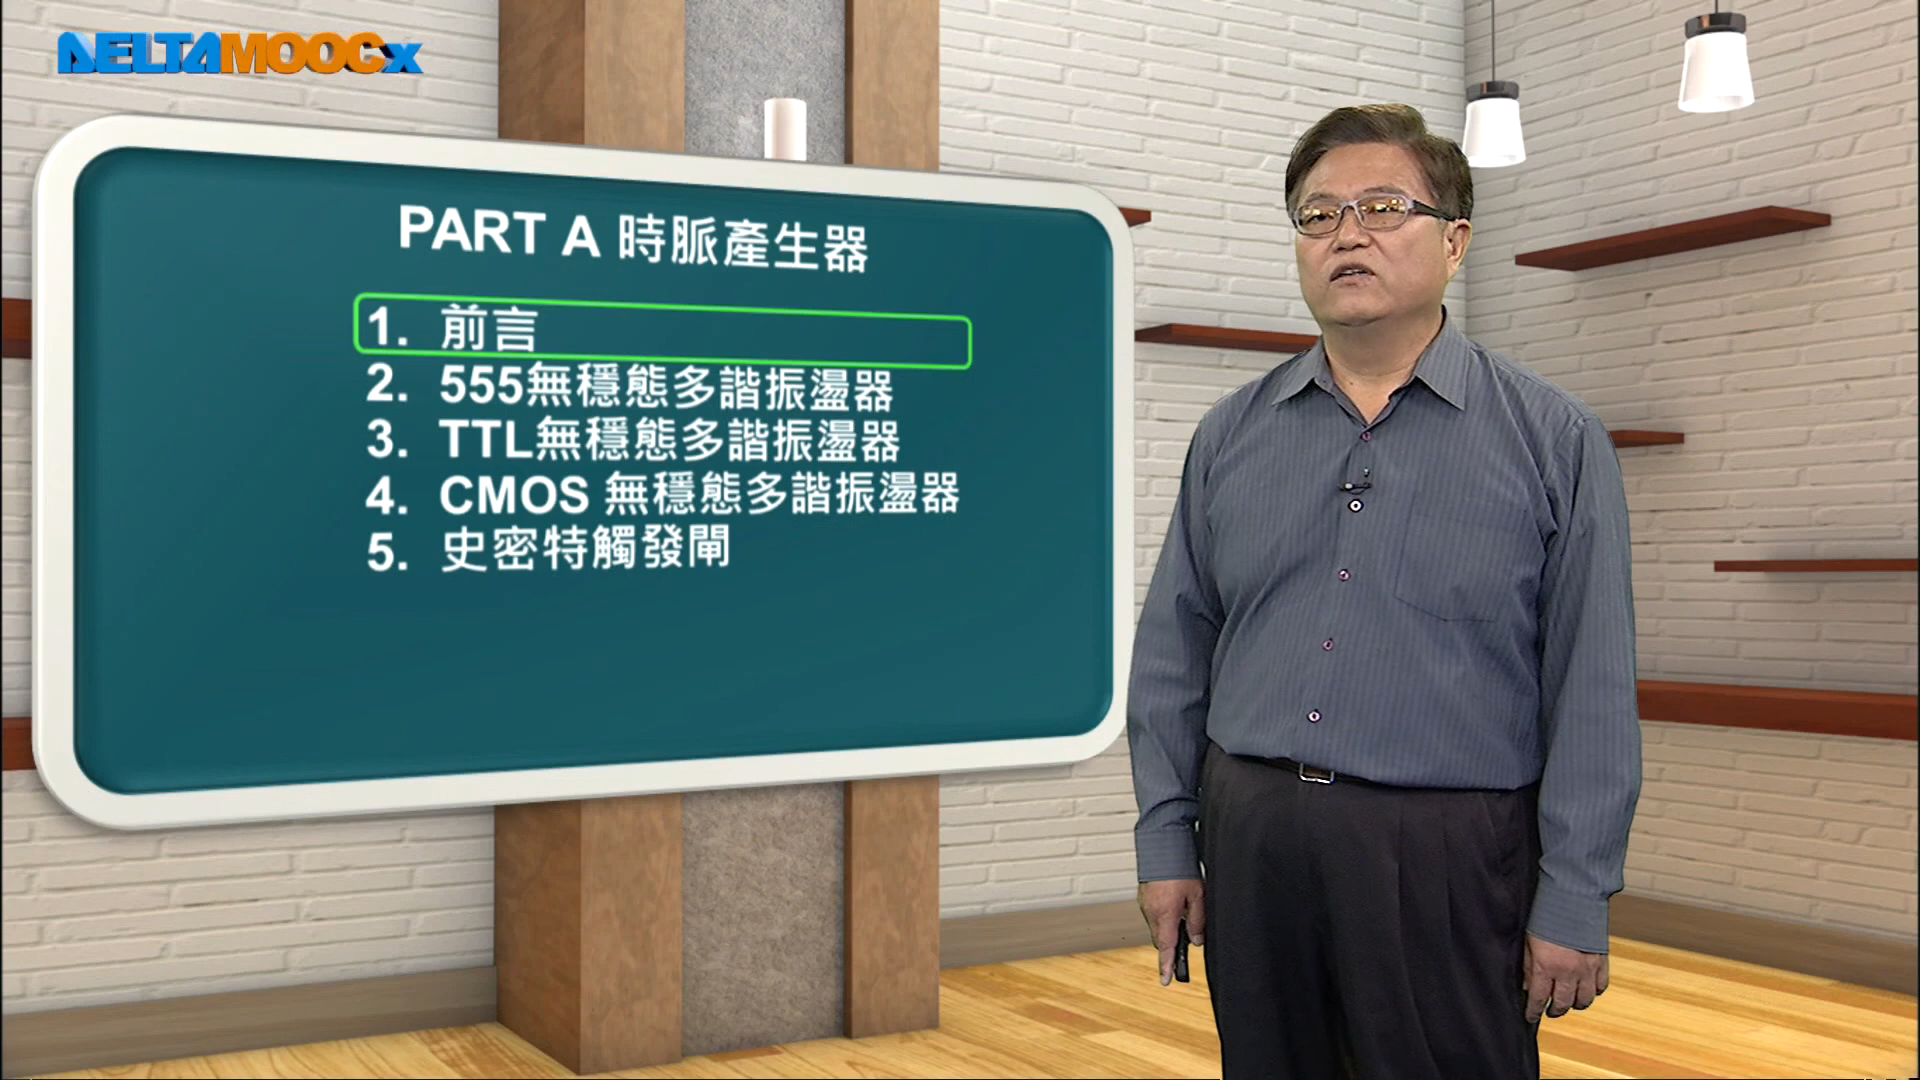 DELTAMOOCx
PART A 時脈產生器
1. 前言
2. 555無穩態多諧振盪器
3. TTL無穩態多諧振盪器
4. CMOS 無穩態多諧振盪器
5. 史密特觸發閘